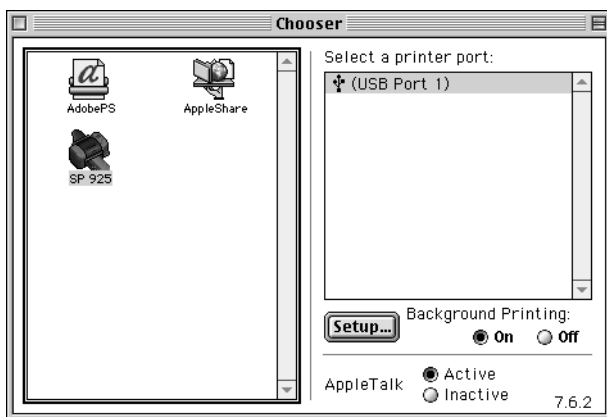 Chooser
AdobePS
AppleShare
SP 925
Select a printer port:
(USB Port 1)
Setup...
Background Printing:
On
Off
AppleTalk
Active
Inactive
7.6.2